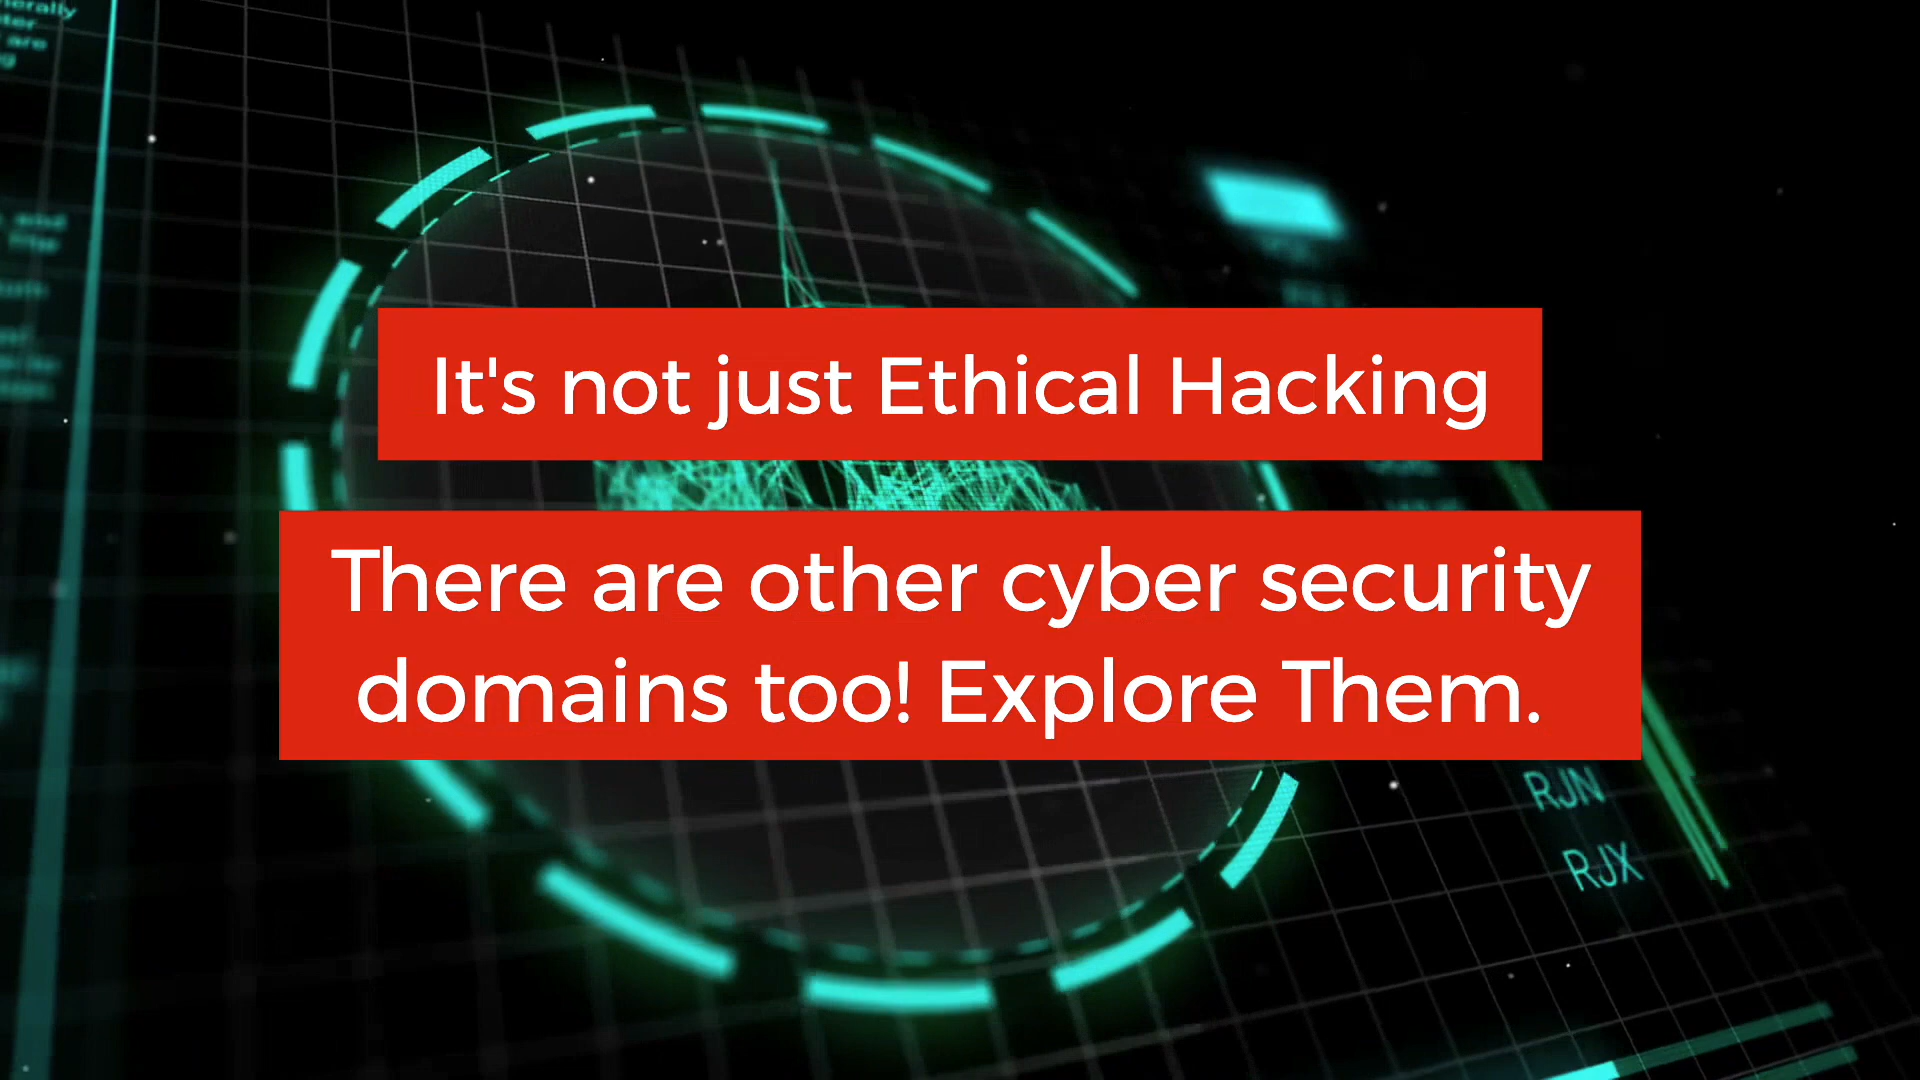 It's not just Ethical Hacking
There are other cyber security
domains too! Explore Them.
RJN
RJX